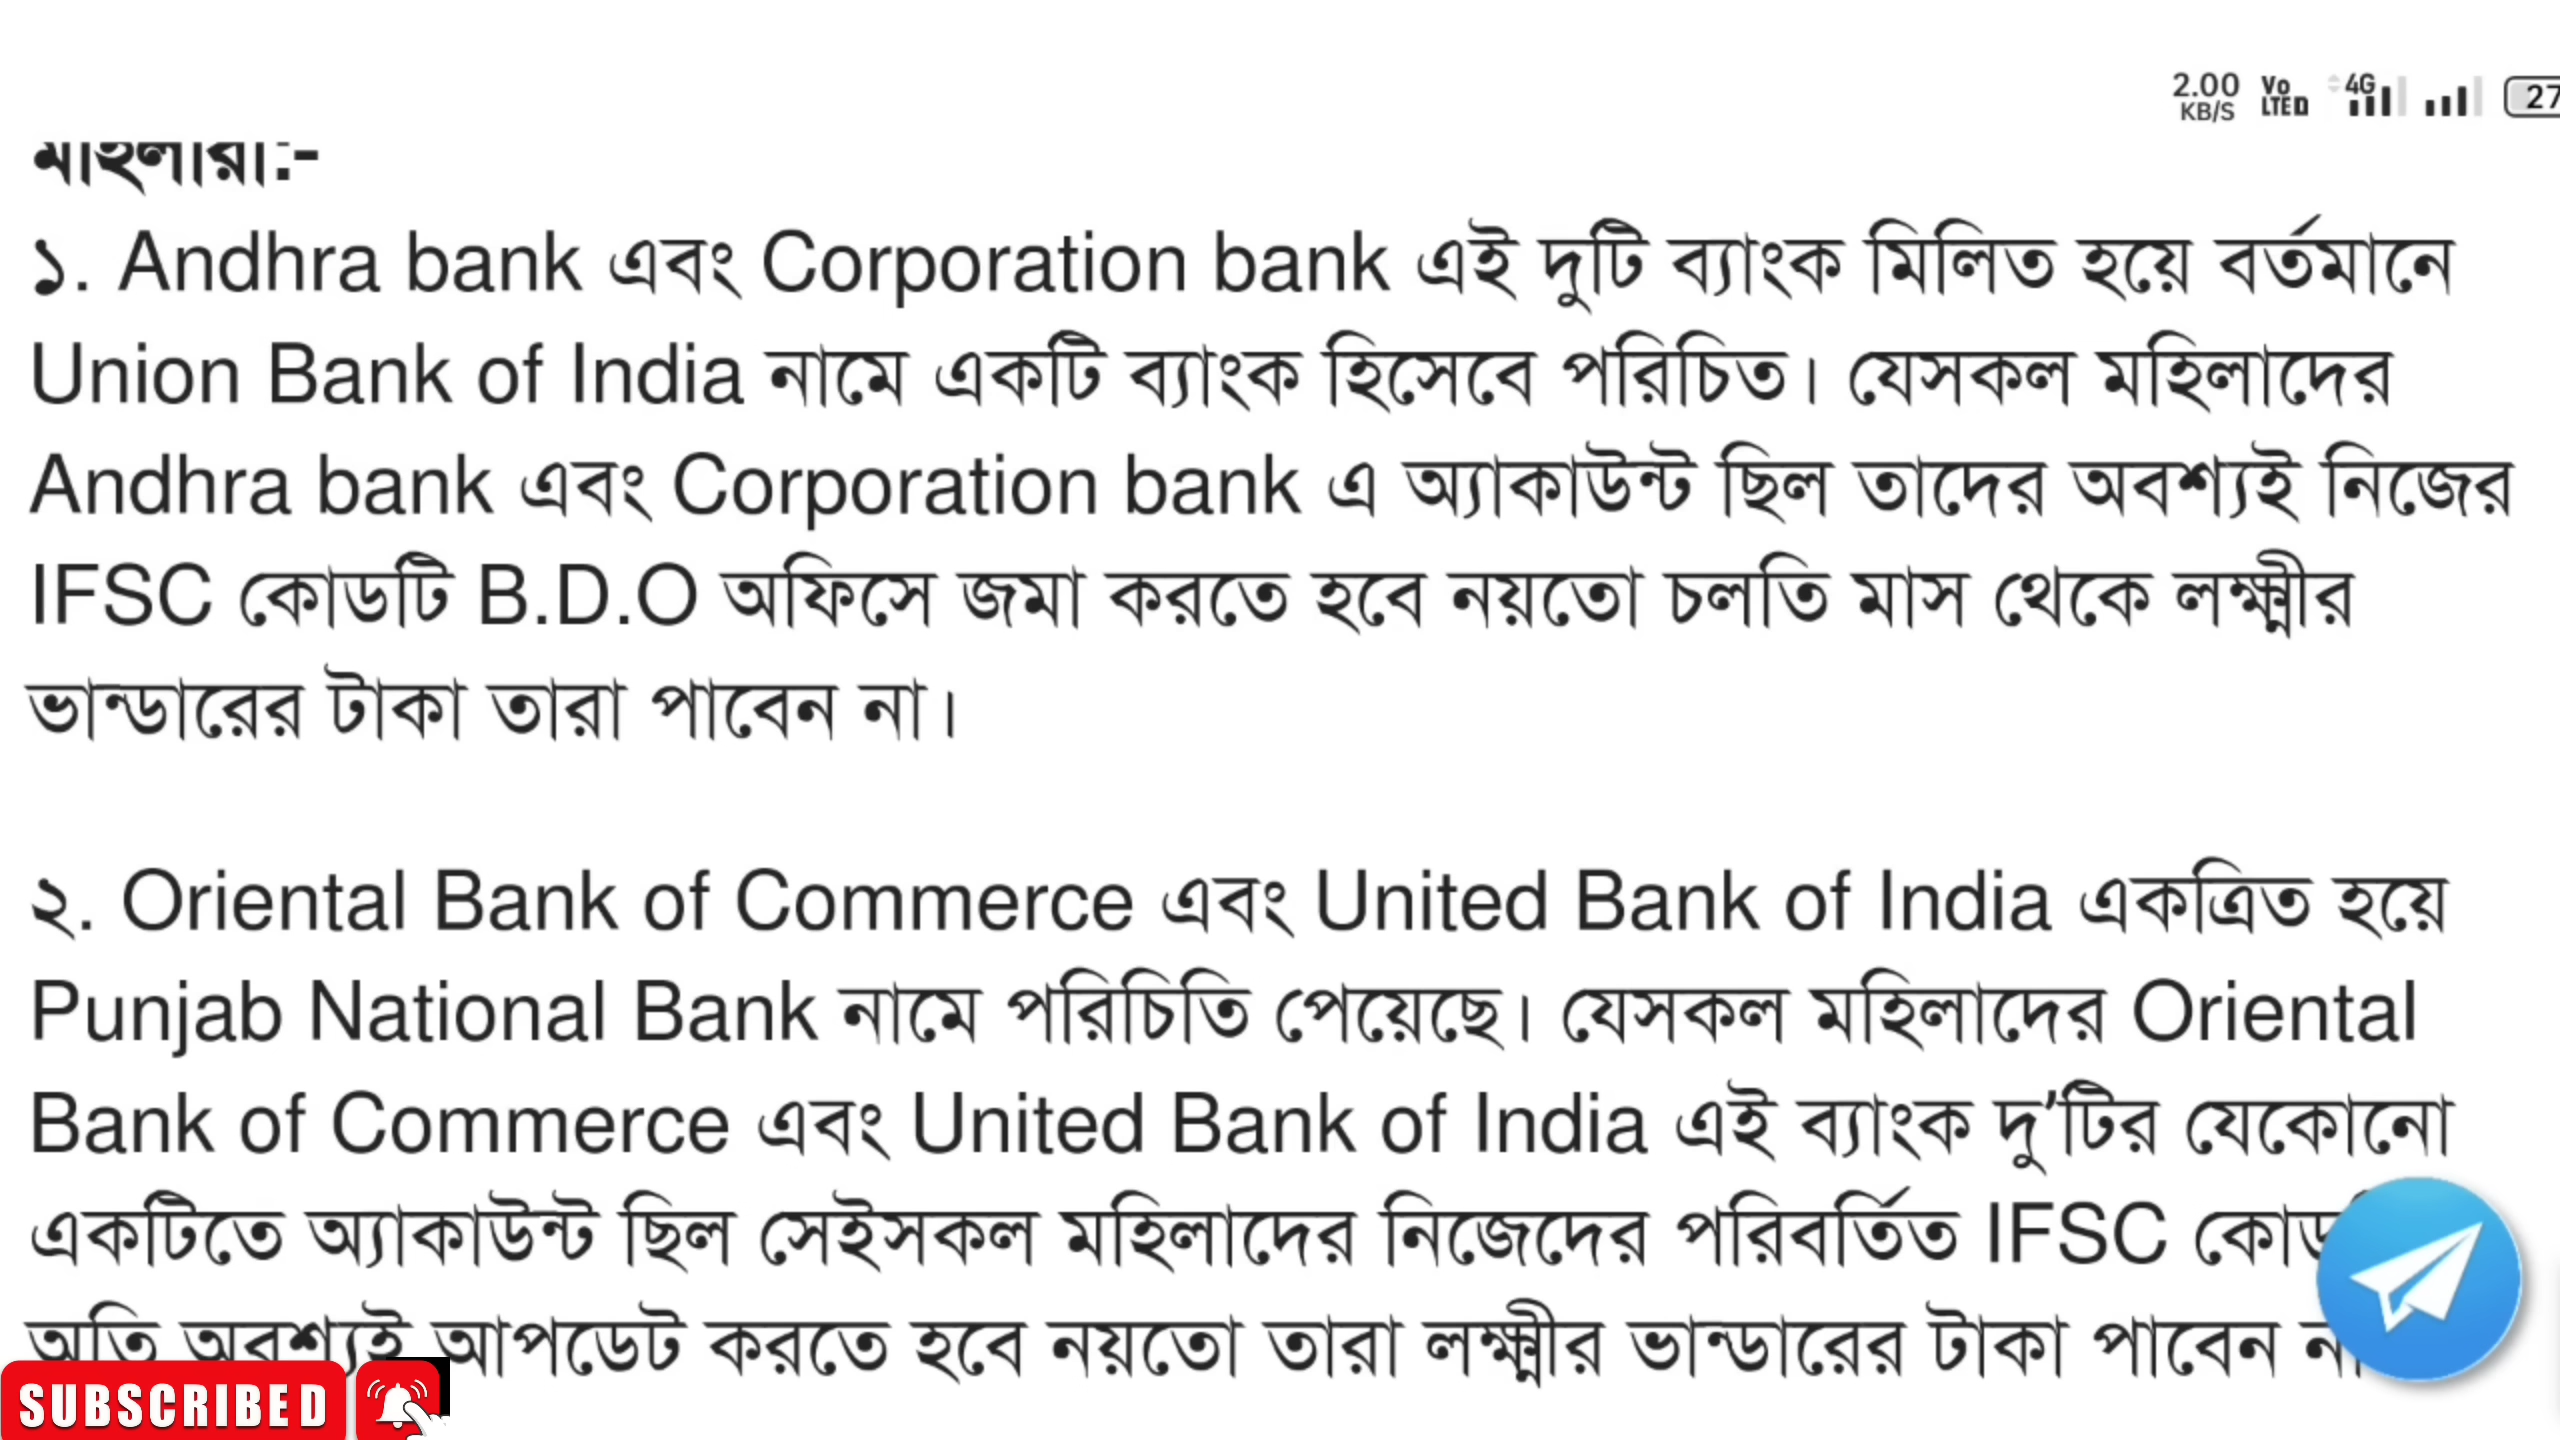 2.00 KB/S Vo LTE 4G 27
মহিলারা:-
১. Andhra bank এবং Corporation bank এই দুটি ব্যাংক মিলিত হয়ে বর্তমানে
Union Bank of India নামে একটি ব্যাংক হিসেবে পরিচিত। যেসকল মহিলাদের
Andhra bank এবং Corporation bank এ অ্যাকাউন্ট ছিল তাদের অবশ্যই নিজের
IFSC কোডটি B.D.O অফিসে জমা করতে হবে নয়তো চলতি মাস থেকে লক্ষ্মীর
ভান্ডারের টাকা তারা পাবেন না।
২. Oriental Bank of Commerce এবং United Bank of India একত্রিত হয়ে
Punjab National Bank নামে পরিচিতি পেয়েছে। যেসকল মহিলাদের Oriental
Bank of Commerce এবং United Bank of India এই ব্যাংক দু’টির যেকোনো
একটিতে অ্যাকাউন্ট ছিল সেইসকল মহিলাদের নিজেদের পরিবর্তিত IFSC
অতি অবশ্যই আপডেট করতে হবে নয়তো তারা লক্ষ্মীর ভান্ডারের টাকা পাবেন না
SUBSCRIBED